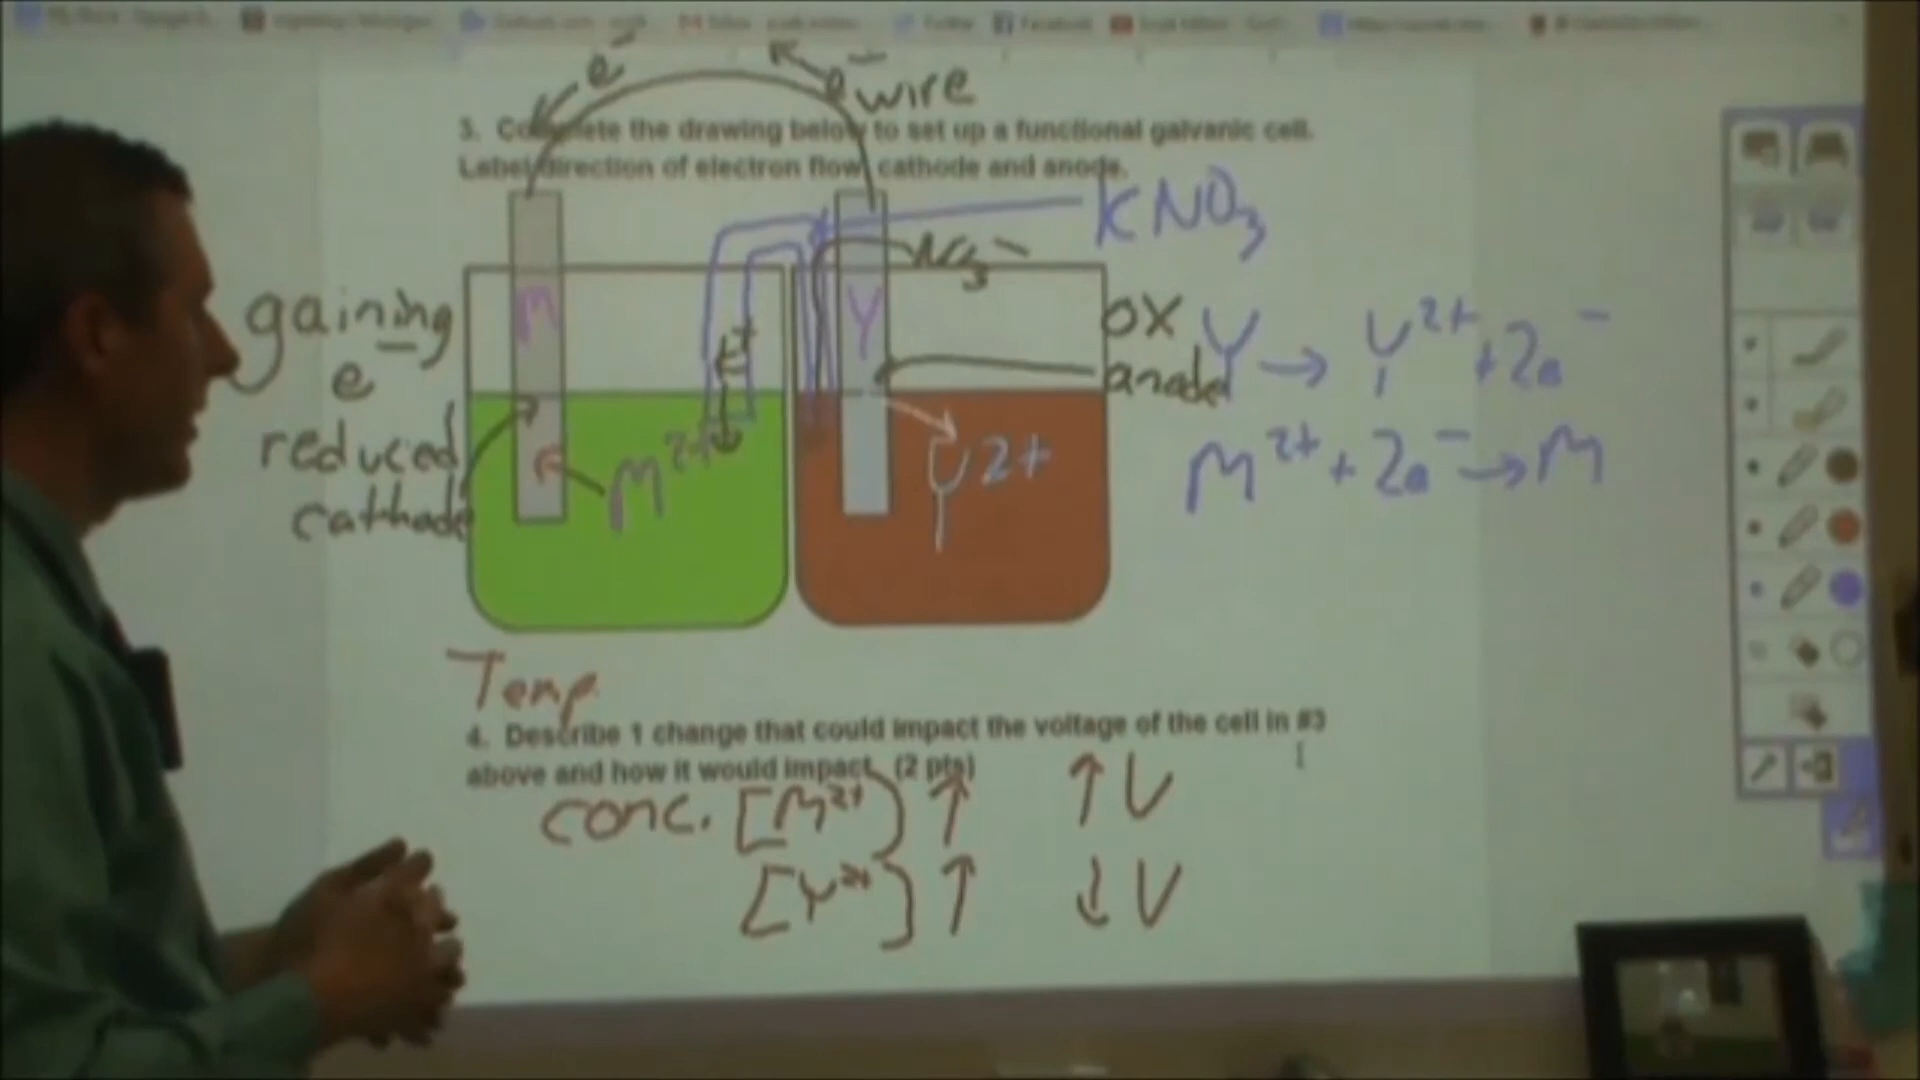 Twitter
Facebook
e⁻
e⁻
wire
3. Complete the drawing below to set up a functional galvanic cell.
Label direction of electron flow, cathode and anode.
KNO₃
NO₃⁻
gaining
e⁻
M
Y
K⁺
ox
anode
Y → Y²⁺ + 2e⁻
reduced
cathode
M²⁺
Y²⁺
M²⁺ + 2e⁻ → M
Temp.
4. Describe 1 change that could impact the voltage of the cell in #3
above and how it would impact. (2 pts)
conc. [M²⁺] ↑ ↑ V
[Y²⁺] ↑ ↓ V